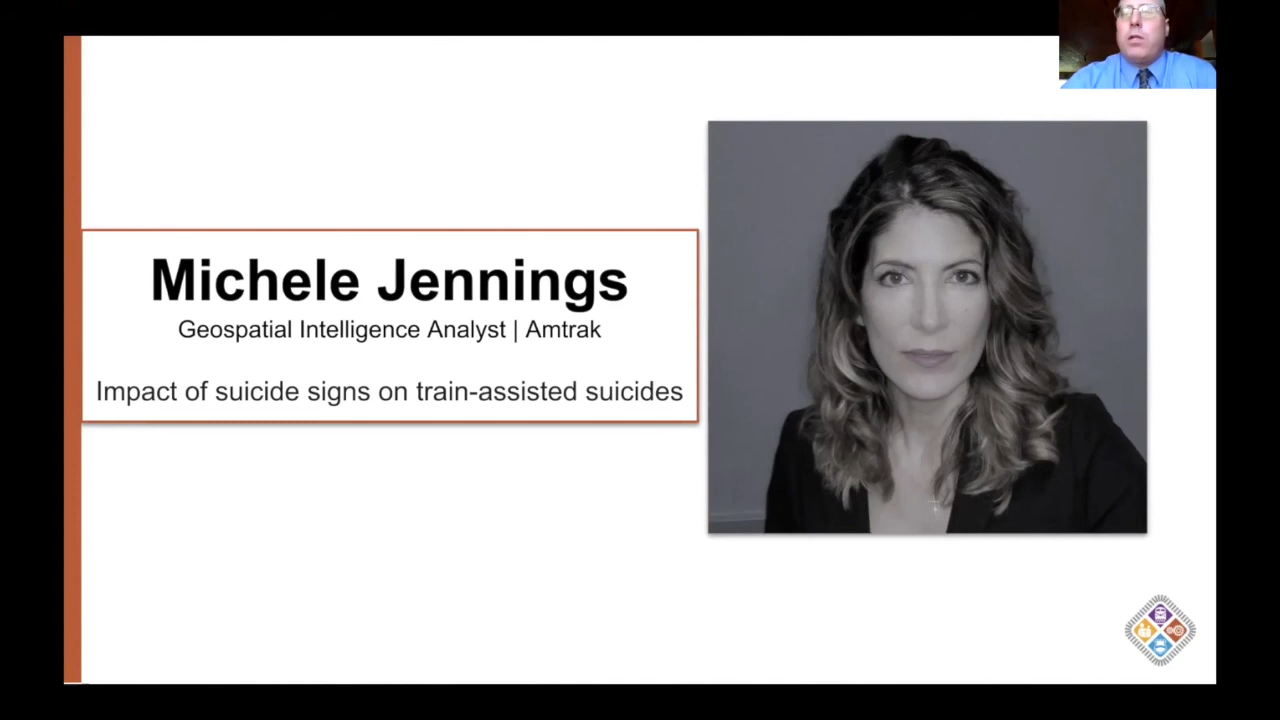 Michele Jennings
Geospatial Intelligence Analyst | Amtrak
Impact of suicide signs on train-assisted suicides